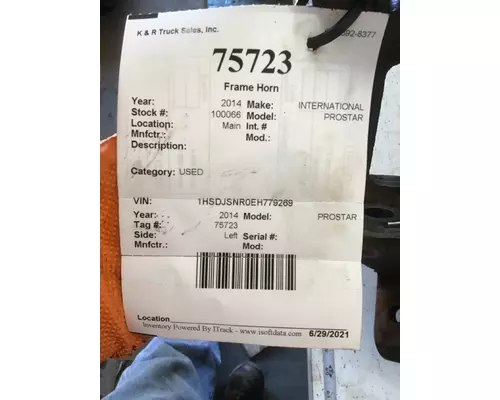 K & R Truck Sales, Inc. 892-8377
75723
Frame Horn
Year: 2014 Make: INTERNATIONAL
Stock #: 100066 Model: PROSTAR
Location: Main Int. #
Mnfctr.: Mod.:
Description:
Category: USED
VIN: 1HSDJSNR0EH779269
Year: 2014 Model: PROSTAR
Tag #: 75723
Side: Left Serial #:
Mnfctr.: Mod:
Location
Inventory Powered By ITrack - www.isoftdata.com 6/29/2021